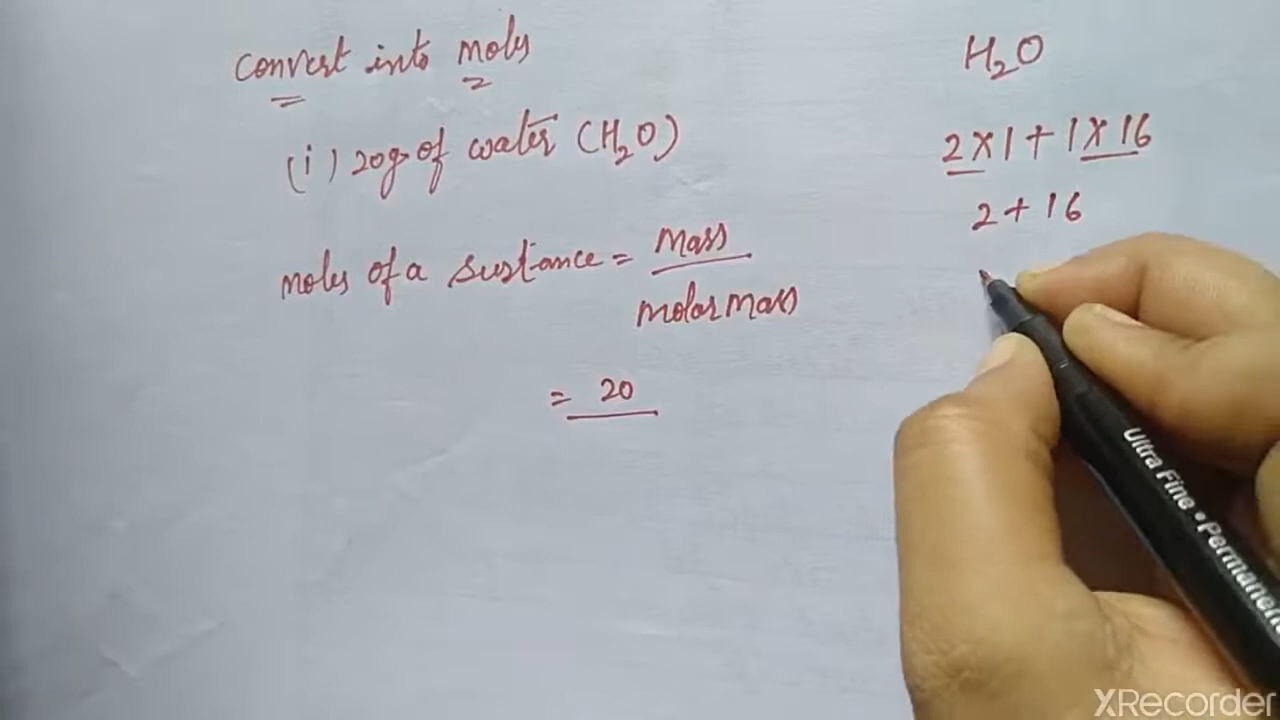 convert into moles
(i) 20g of water (H₂O)
moles of a sustance = Mass
molar mass
= 20
H₂O
2 × 1 + 1 × 16
2 + 16
Ultra Fine • Permanent
XRecorder